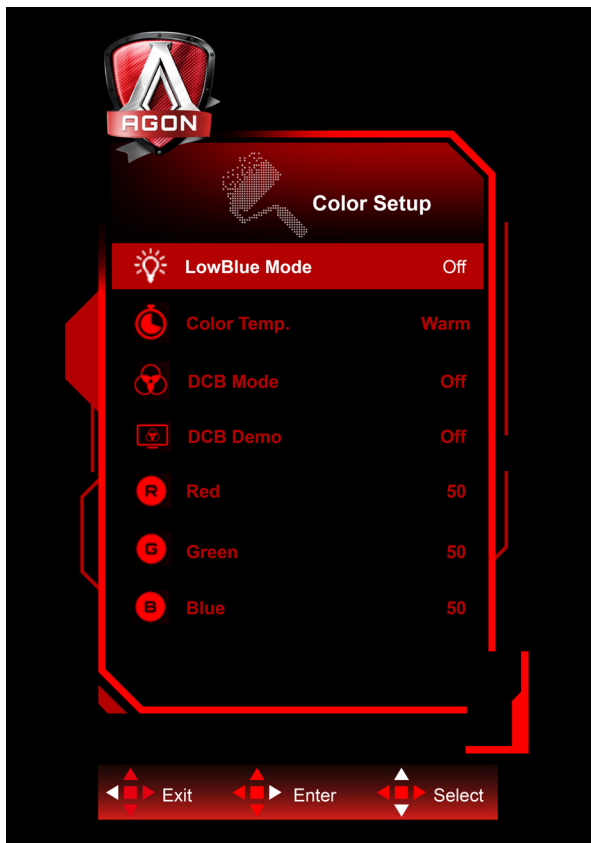 AGON
Color Setup
LowBlue Mode Off
Color Temp. Warm
DCB Mode Off
DCB Demo Off
R Red 50
G Green 50
B Blue 50
Exit Enter Select